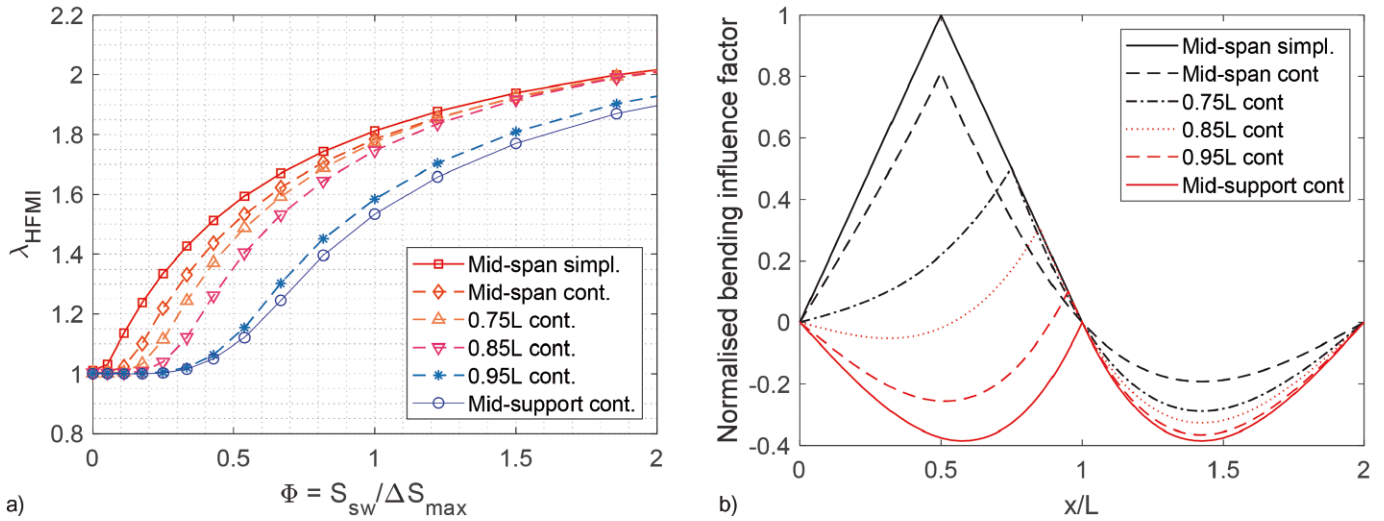 2.2
2
1.8
1.6
1.4
1.2
1
0.8
λHFMI
Mid-span simpl.
Mid-span cont.
0.75L cont.
0.85L cont.
0.95L cont.
Mid-support cont.
0 0.5 1 1.5 2
Φ = Ssw/ΔSmax
a)
1
0.8
0.6
0.4
0.2
0
-0.2
-0.4
Normalised bending influence factor
Mid-span simpl.
Mid-span cont
0.75L cont
0.85L cont
0.95L cont
Mid-support cont
0 0.5 1 1.5 2
x/L
b)